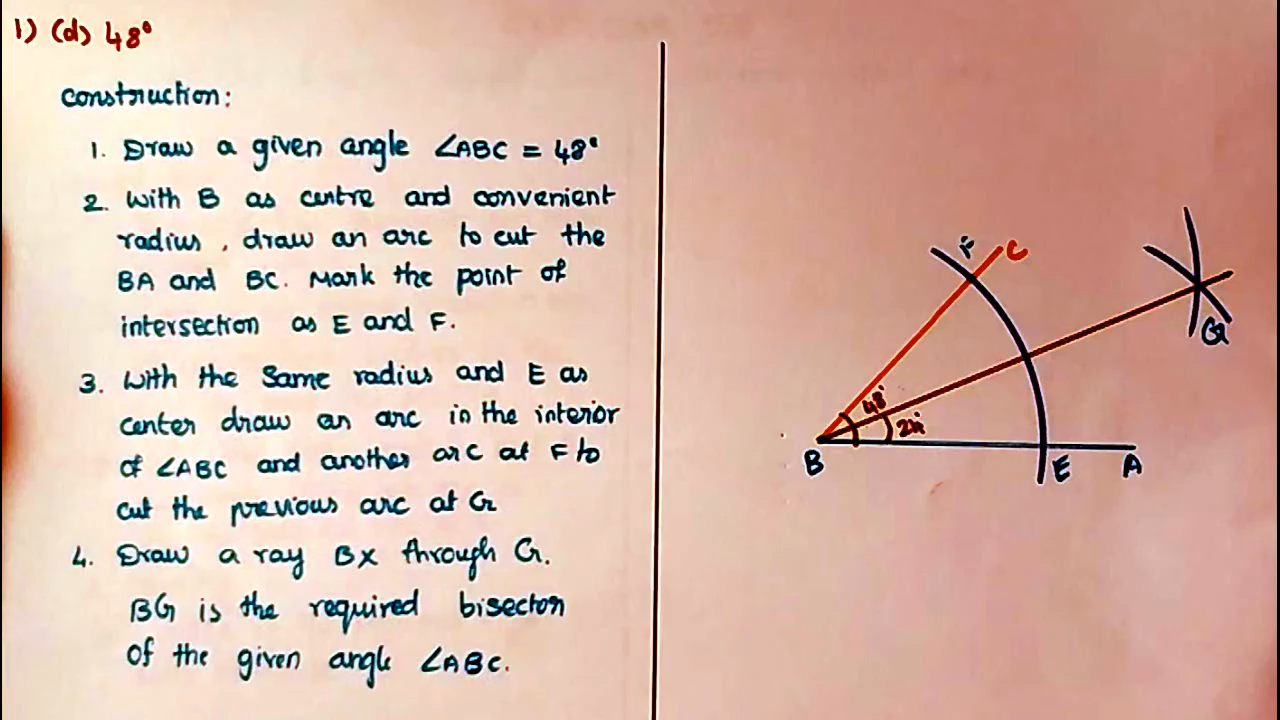 1) (d) 48°
Construction:
1. Draw a given angle ∠ABC = 48°
2. With B as centre and convenient
radius, draw an arc to cut the
BA and BC. Mark the point of
intersection as E and F.
3. With the Same radius and E as
center draw an arc in the interior
of ∠ABC and another arc at F to
cut the previous arc at G
4. Draw a ray BX through G.
BG is the required bisector
of the given angle ∠ABC.
F C
G
48°
24°
B E A